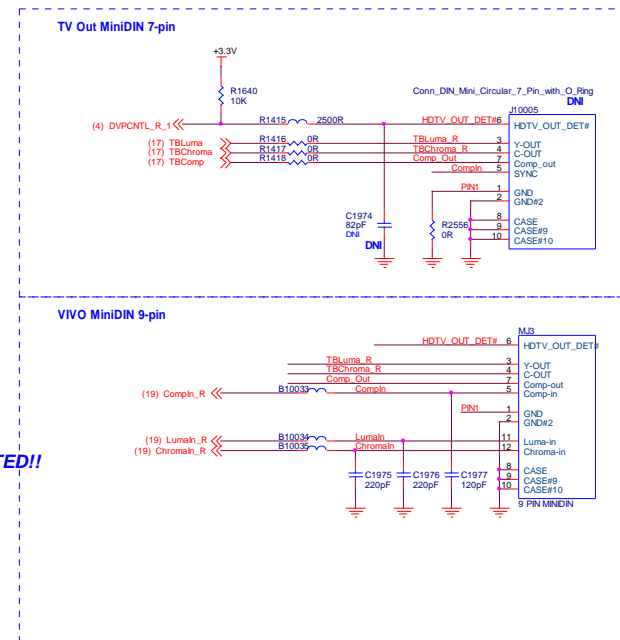 TV Out MiniDIN 7-pin
+3.3V
R1640
10K
Conn_DIN_Mini_Circular_7_Pin_with_O_Ring
DNI
J10005
(4) DVPCNTL_R_1
R1415
2500R
HDTV_OUT_DET#
6
HDTV_OUT_DET#
(17) TBLuma
R1416
0R
TBLuma_R
3
Y-OUT
(17) TBChroma
R1417
0R
TBChroma_R
4
C-OUT
(17) TBComp
R1418
0R
Comp_Out
7
Comp_out
CompIn
5
SYNC
PIN1
1
GND
2
GND#2
C1974
82pF
DNI
DNI
R2556
0R
8
CASE
9
CASE#9
10
CASE#10
VIVO MiniDIN 9-pin
MJ3
HDTV_OUT_DET#
6
HDTV_OUT_DET#
TBLuma_R
3
Y-OUT
TBChroma_R
4
C-OUT
Comp_Out
7
Comp-out
(19) CompIn_R
B10033
CompIn
5
Comp-in
PIN1
1
GND
2
GND#2
(19) LumaIn_R
B10034
LumaIn
11
Luma-in
(19) ChromaIn_R
B10035
ChromaIn
12
Chroma-in
TED!!
C1975
220pF
C1976
220pF
C1977
120pF
8
CASE
9
CASE#9
10
CASE#10
9 PIN MINIDIN